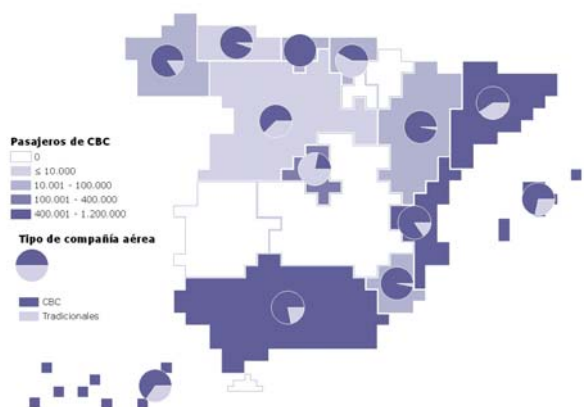 Pasajeros de CBC
0
≤ 10.000
10.001 - 100.000
100.001 - 400.000
400.001 - 1.200.000
Tipo de compañía aérea
CBC
Tradicionales